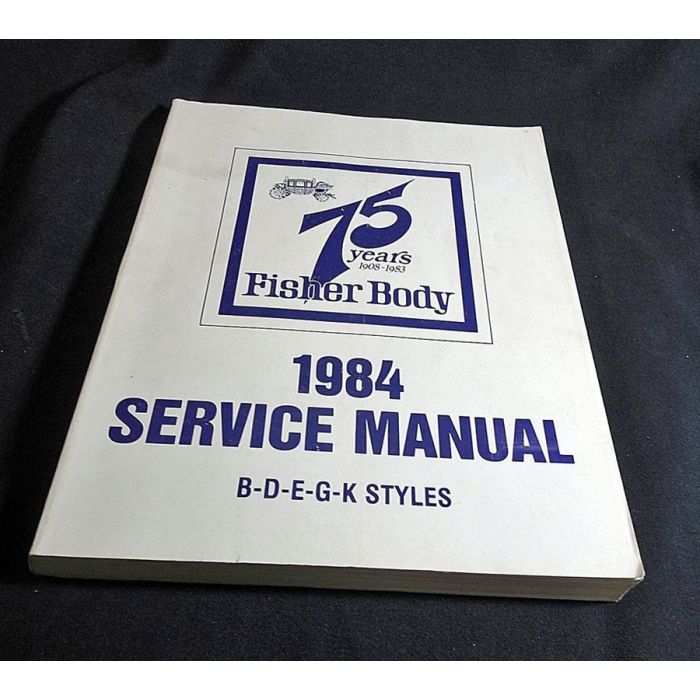 75
years
1908-1983
Fisher Body
1984
SERVICE MANUAL
B-D-E-G-K STYLES